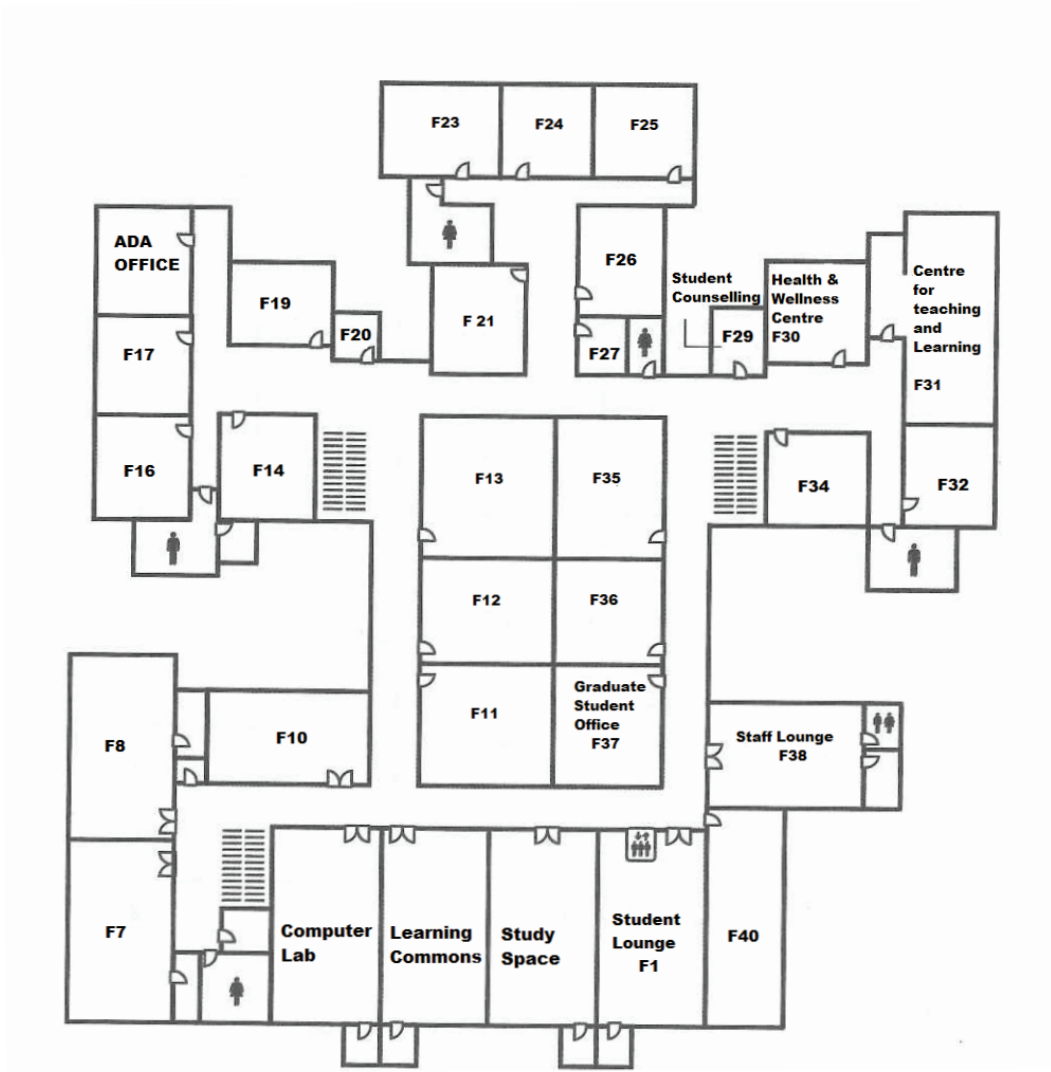 F23
F24
F25
ADA
OFFICE
F26
Student
Counselling
Health &
Wellness
Centre
F30
Centre
for
teaching
and
Learning
F31
F19
F20
F 21
F27
F29
F17
F16
F14
F13
F35
F34
F32
F12
F36
F11
Graduate
Student
Office
F37
F8
F10
Staff Lounge
F38
F7
Computer
Lab
Learning
Commons
Study
Space
Student
Lounge
F1
F40